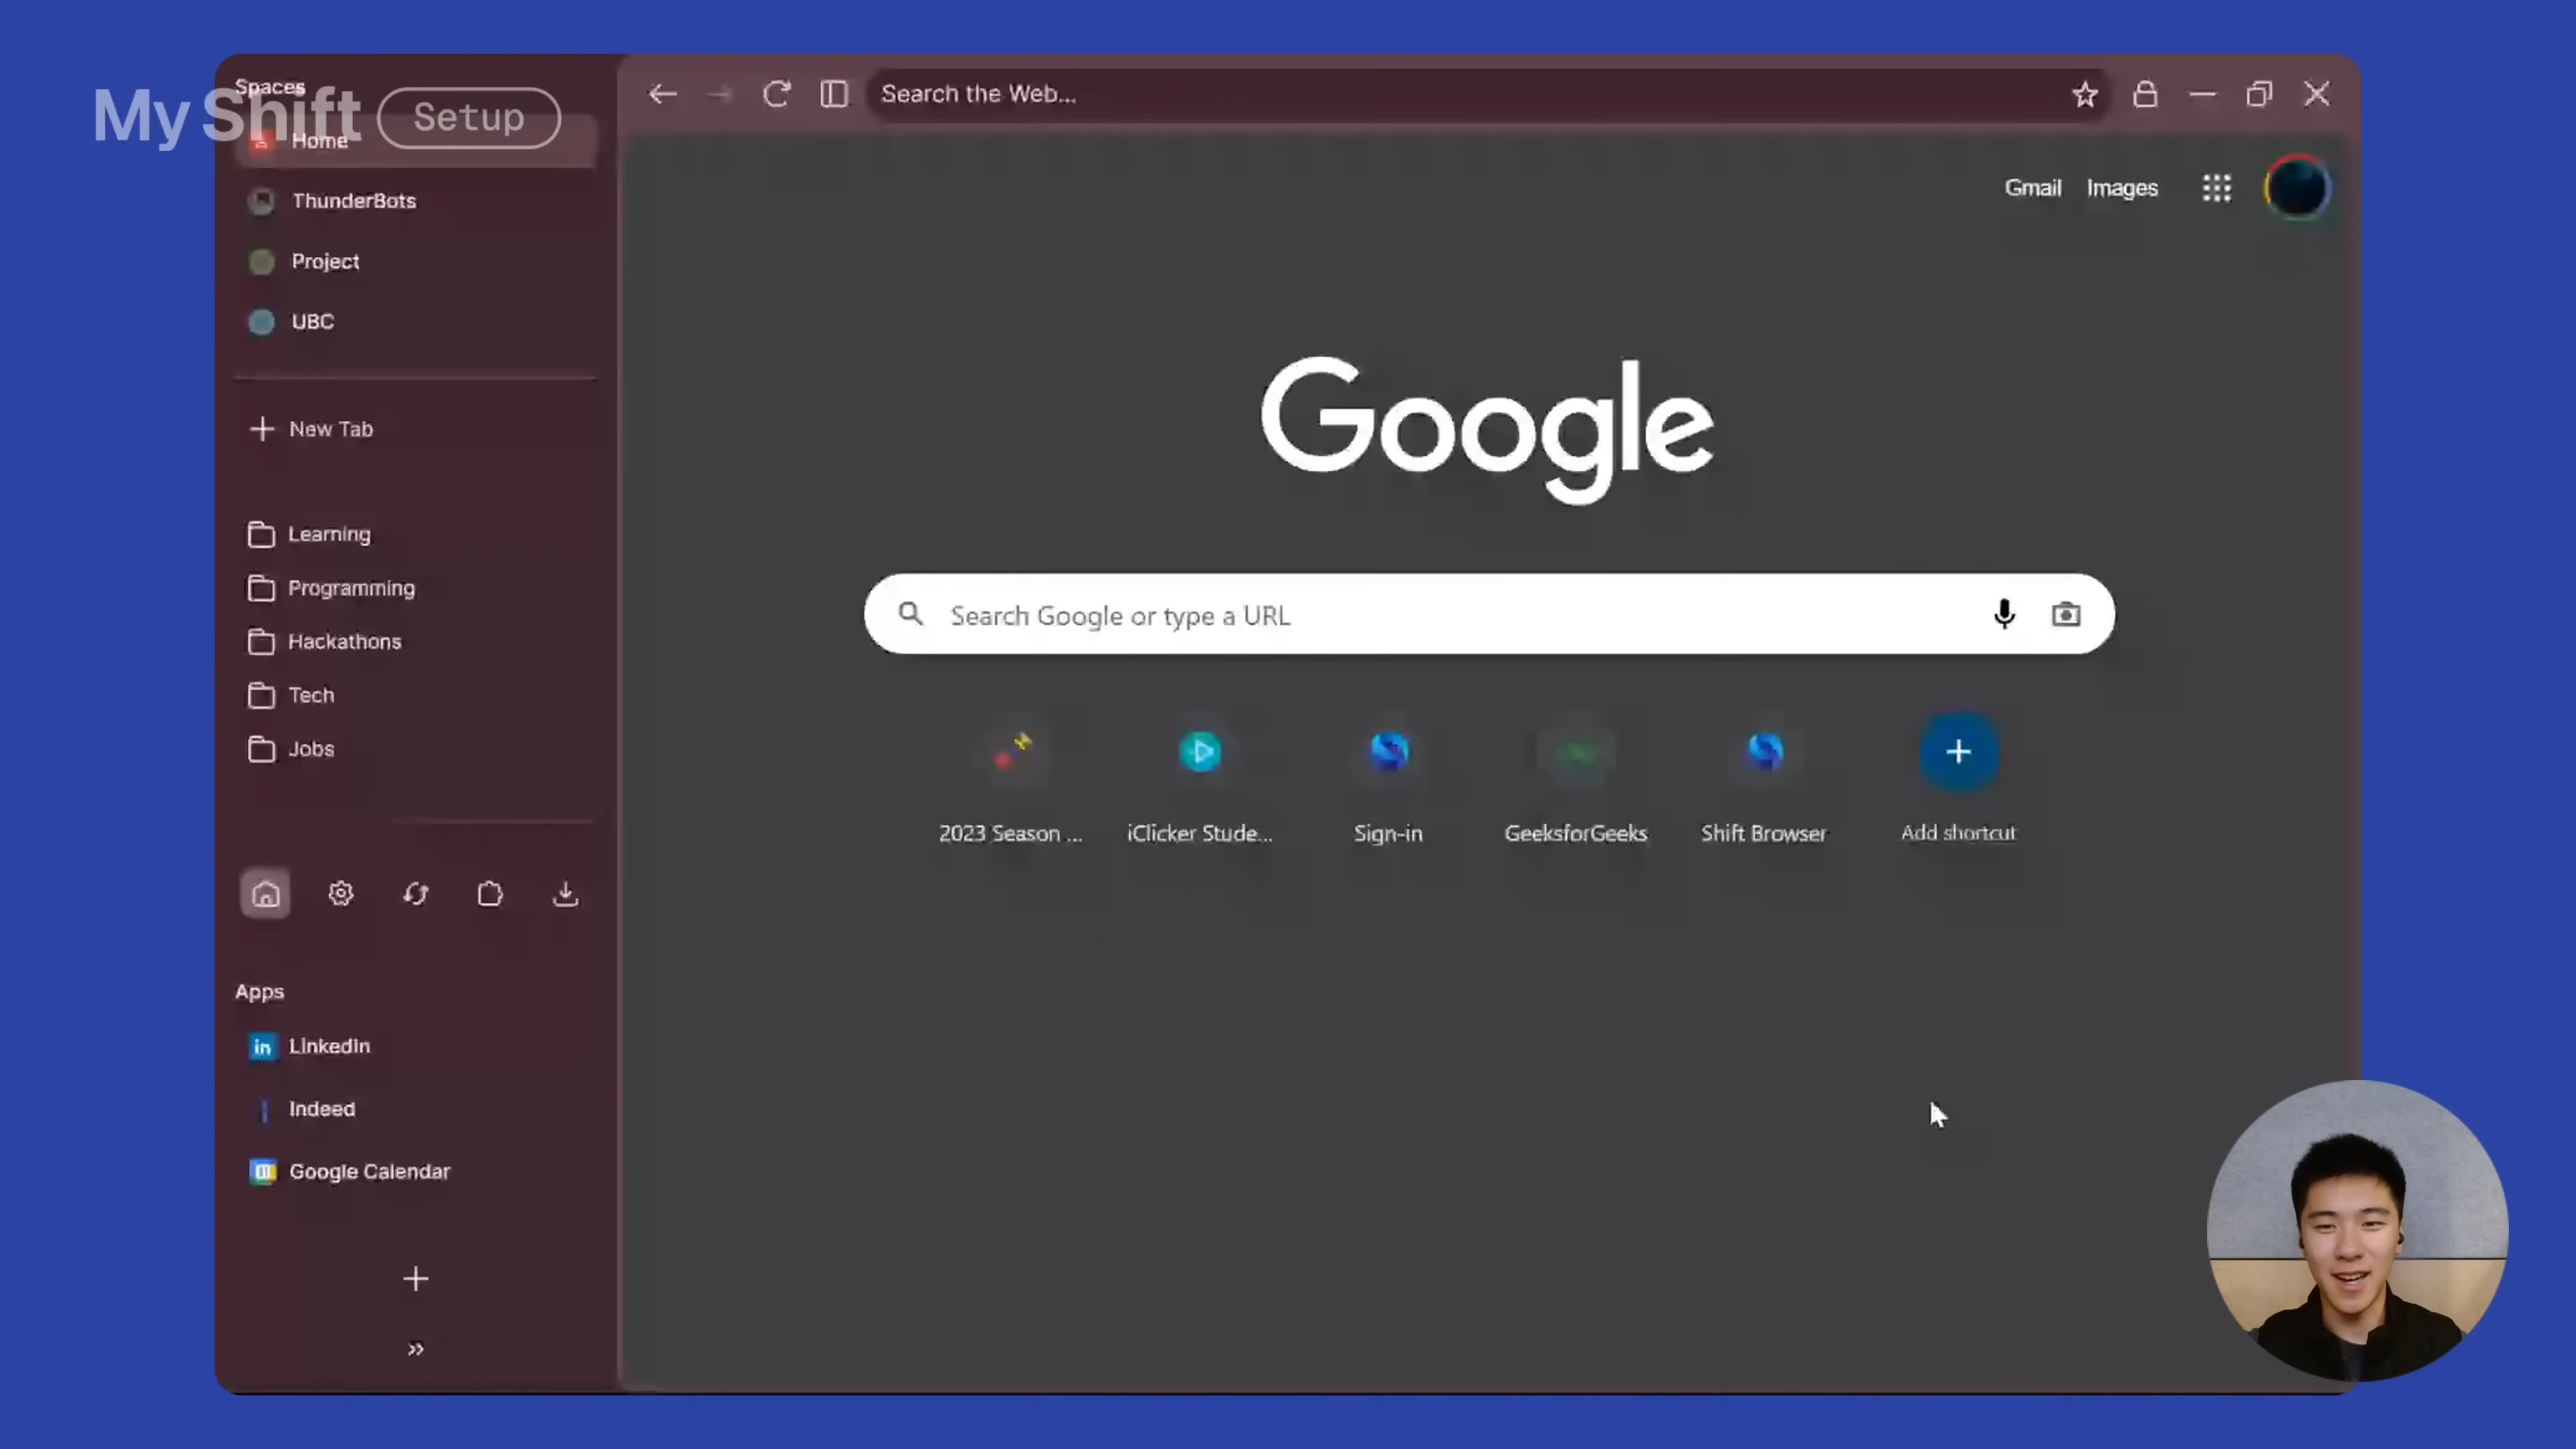 My Shift Setup
Spaces
Home
ThunderBots
Project
UBC
New Tab
Learning
Programming
Hackathons
Tech
Jobs
Apps
LinkedIn
Indeed
Google Calendar
Search the Web...
Gmail Images
Google
Search Google or type a URL
2023 Season ... iClicker Stude... Sign-in GeeksforGeeks Shift Browser Add shortcut